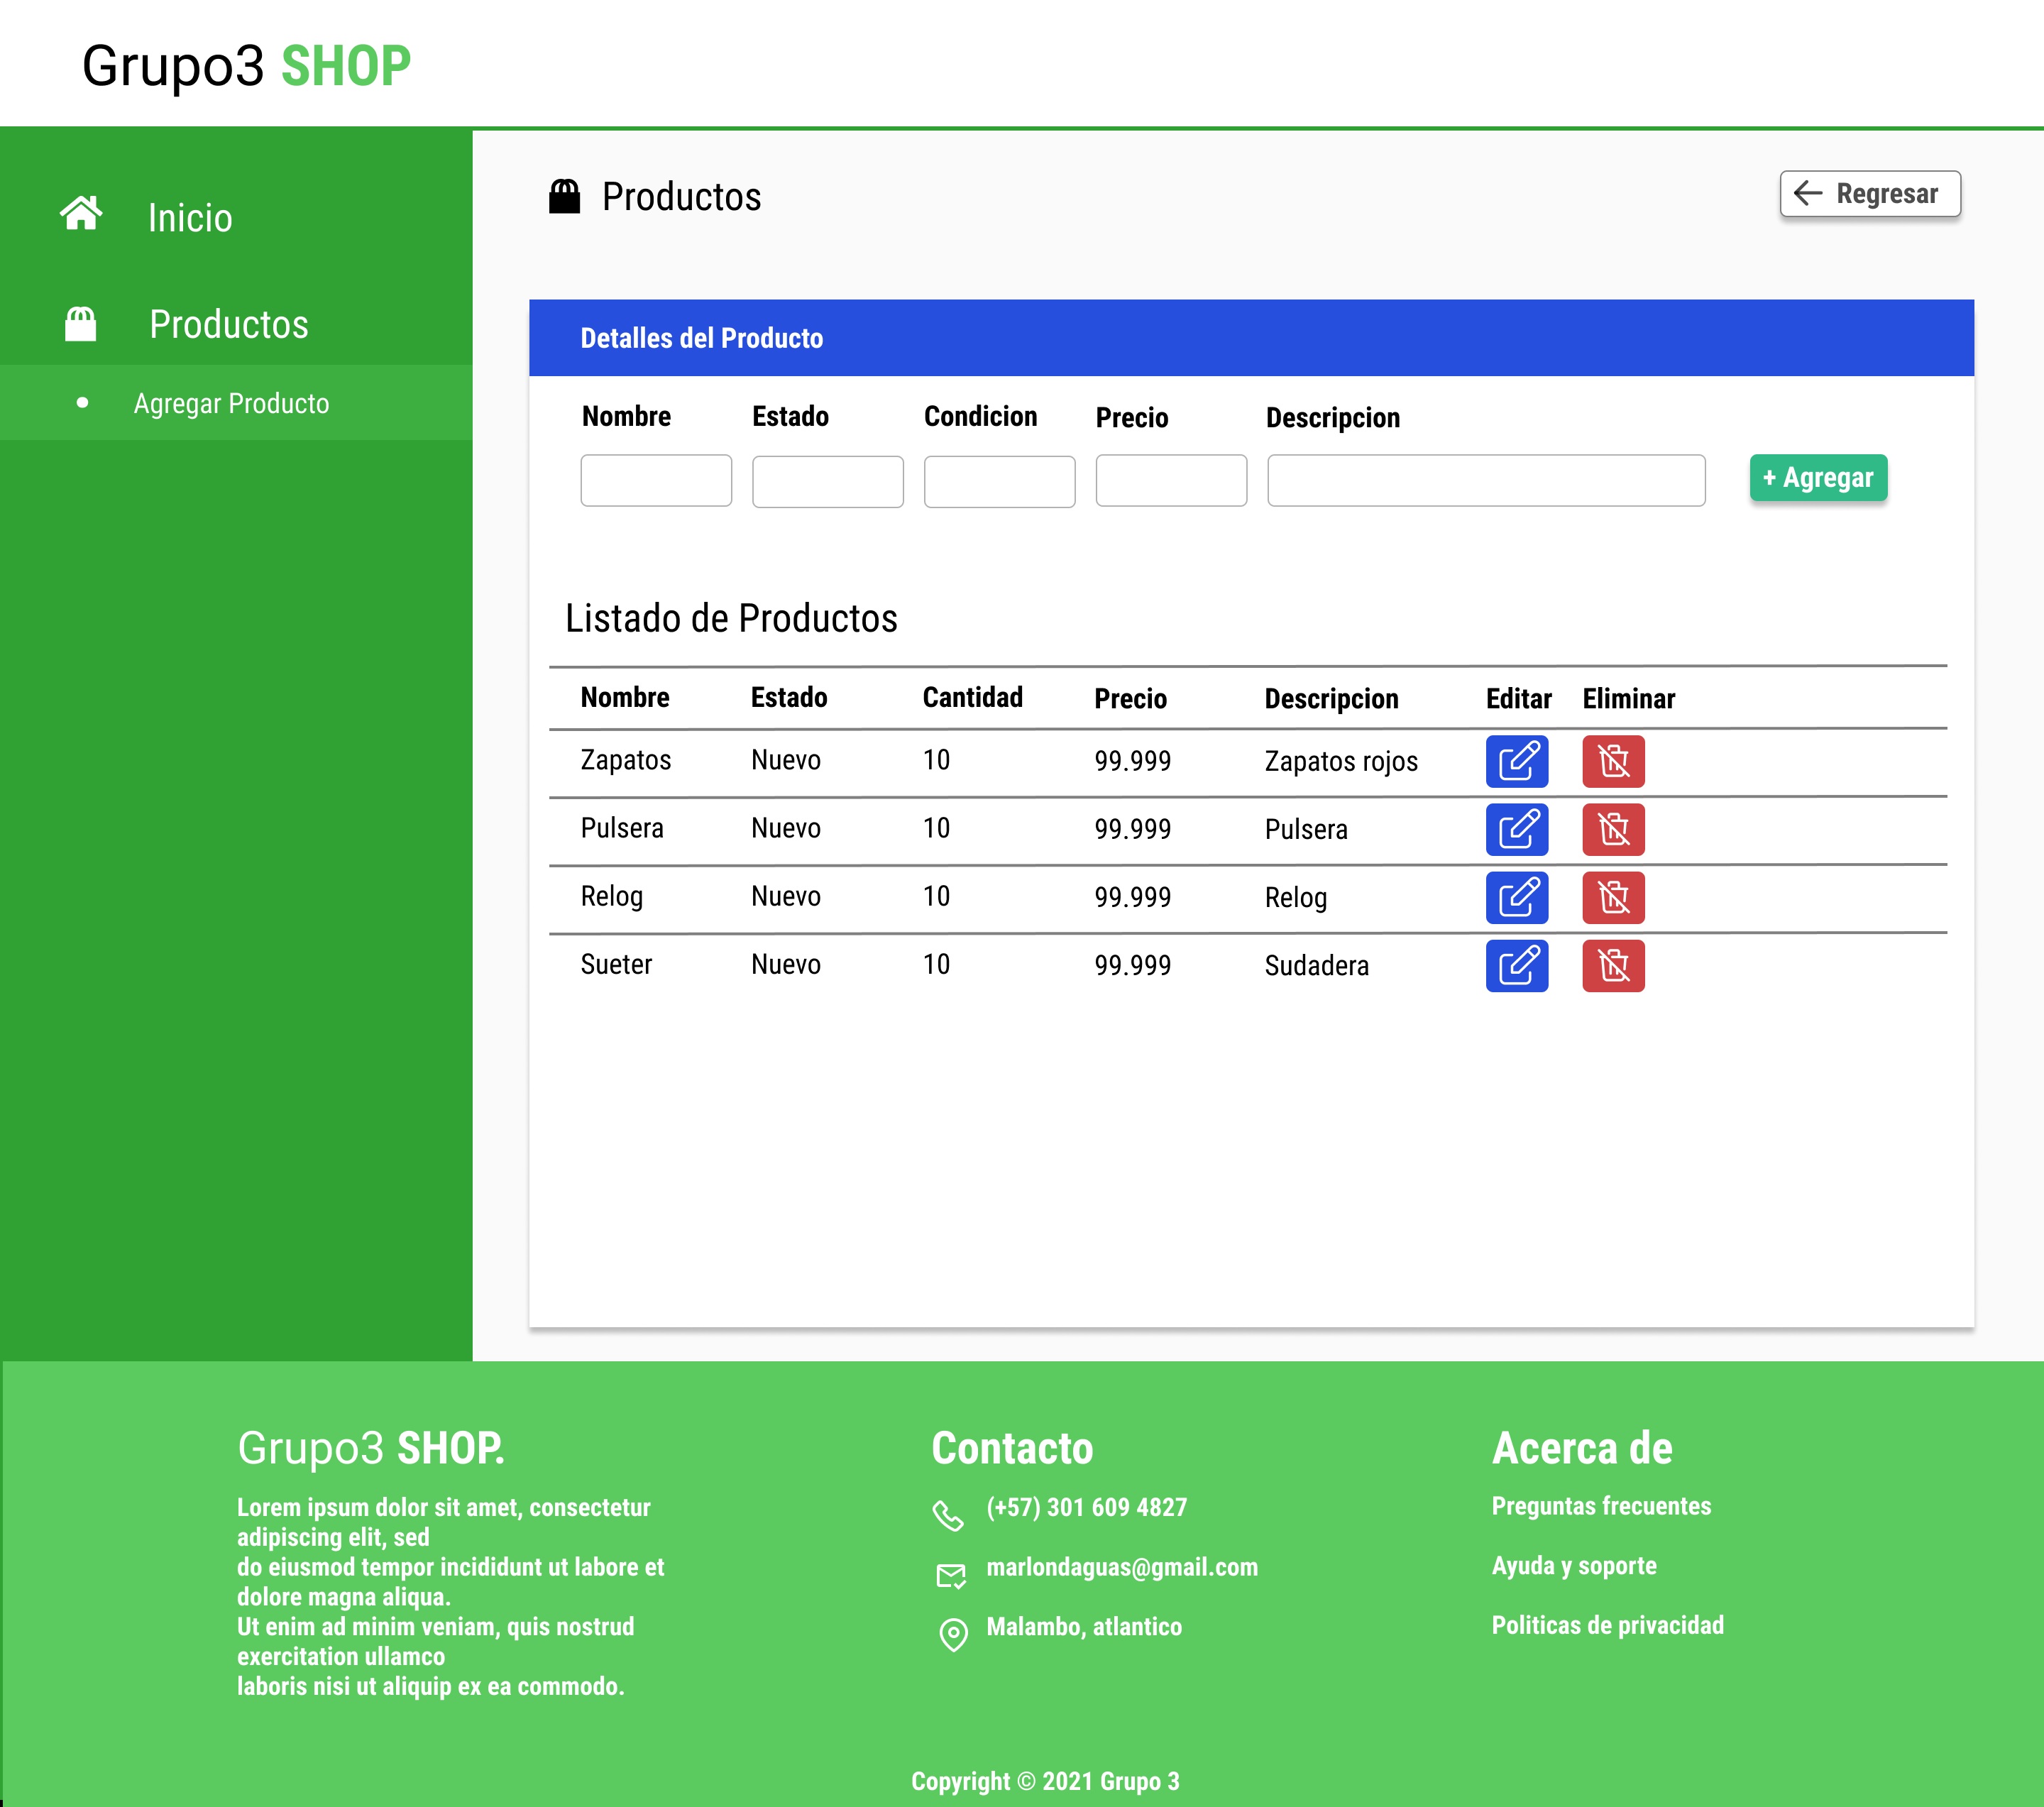 Grupo3 SHOP
Inicio
Productos
Agregar Producto
Productos
Regresar
Detalles del Producto
Nombre Estado Condicion Precio Descripcion
+ Agregar
Listado de Productos
Nombre Estado Cantidad Precio Descripcion Editar Eliminar
Zapatos Nuevo 10 99.999 Zapatos rojos
Pulsera Nuevo 10 99.999 Pulsera
Relog Nuevo 10 99.999 Relog
Sueter Nuevo 10 99.999 Sudadera
Grupo3 SHOP.
Lorem ipsum dolor sit amet, consectetur
adipiscing elit, sed
do eiusmod tempor incididunt ut labore et
dolore magna aliqua.
Ut enim ad minim veniam, quis nostrud
exercitation ullamco
laboris nisi ut aliquip ex ea commodo.
Contacto
(+57) 301 609 4827
marlondaguas@gmail.com
Malambo, atlantico
Acerca de
Preguntas frecuentes
Ayuda y soporte
Politicas de privacidad
Copyright © 2021 Grupo 3